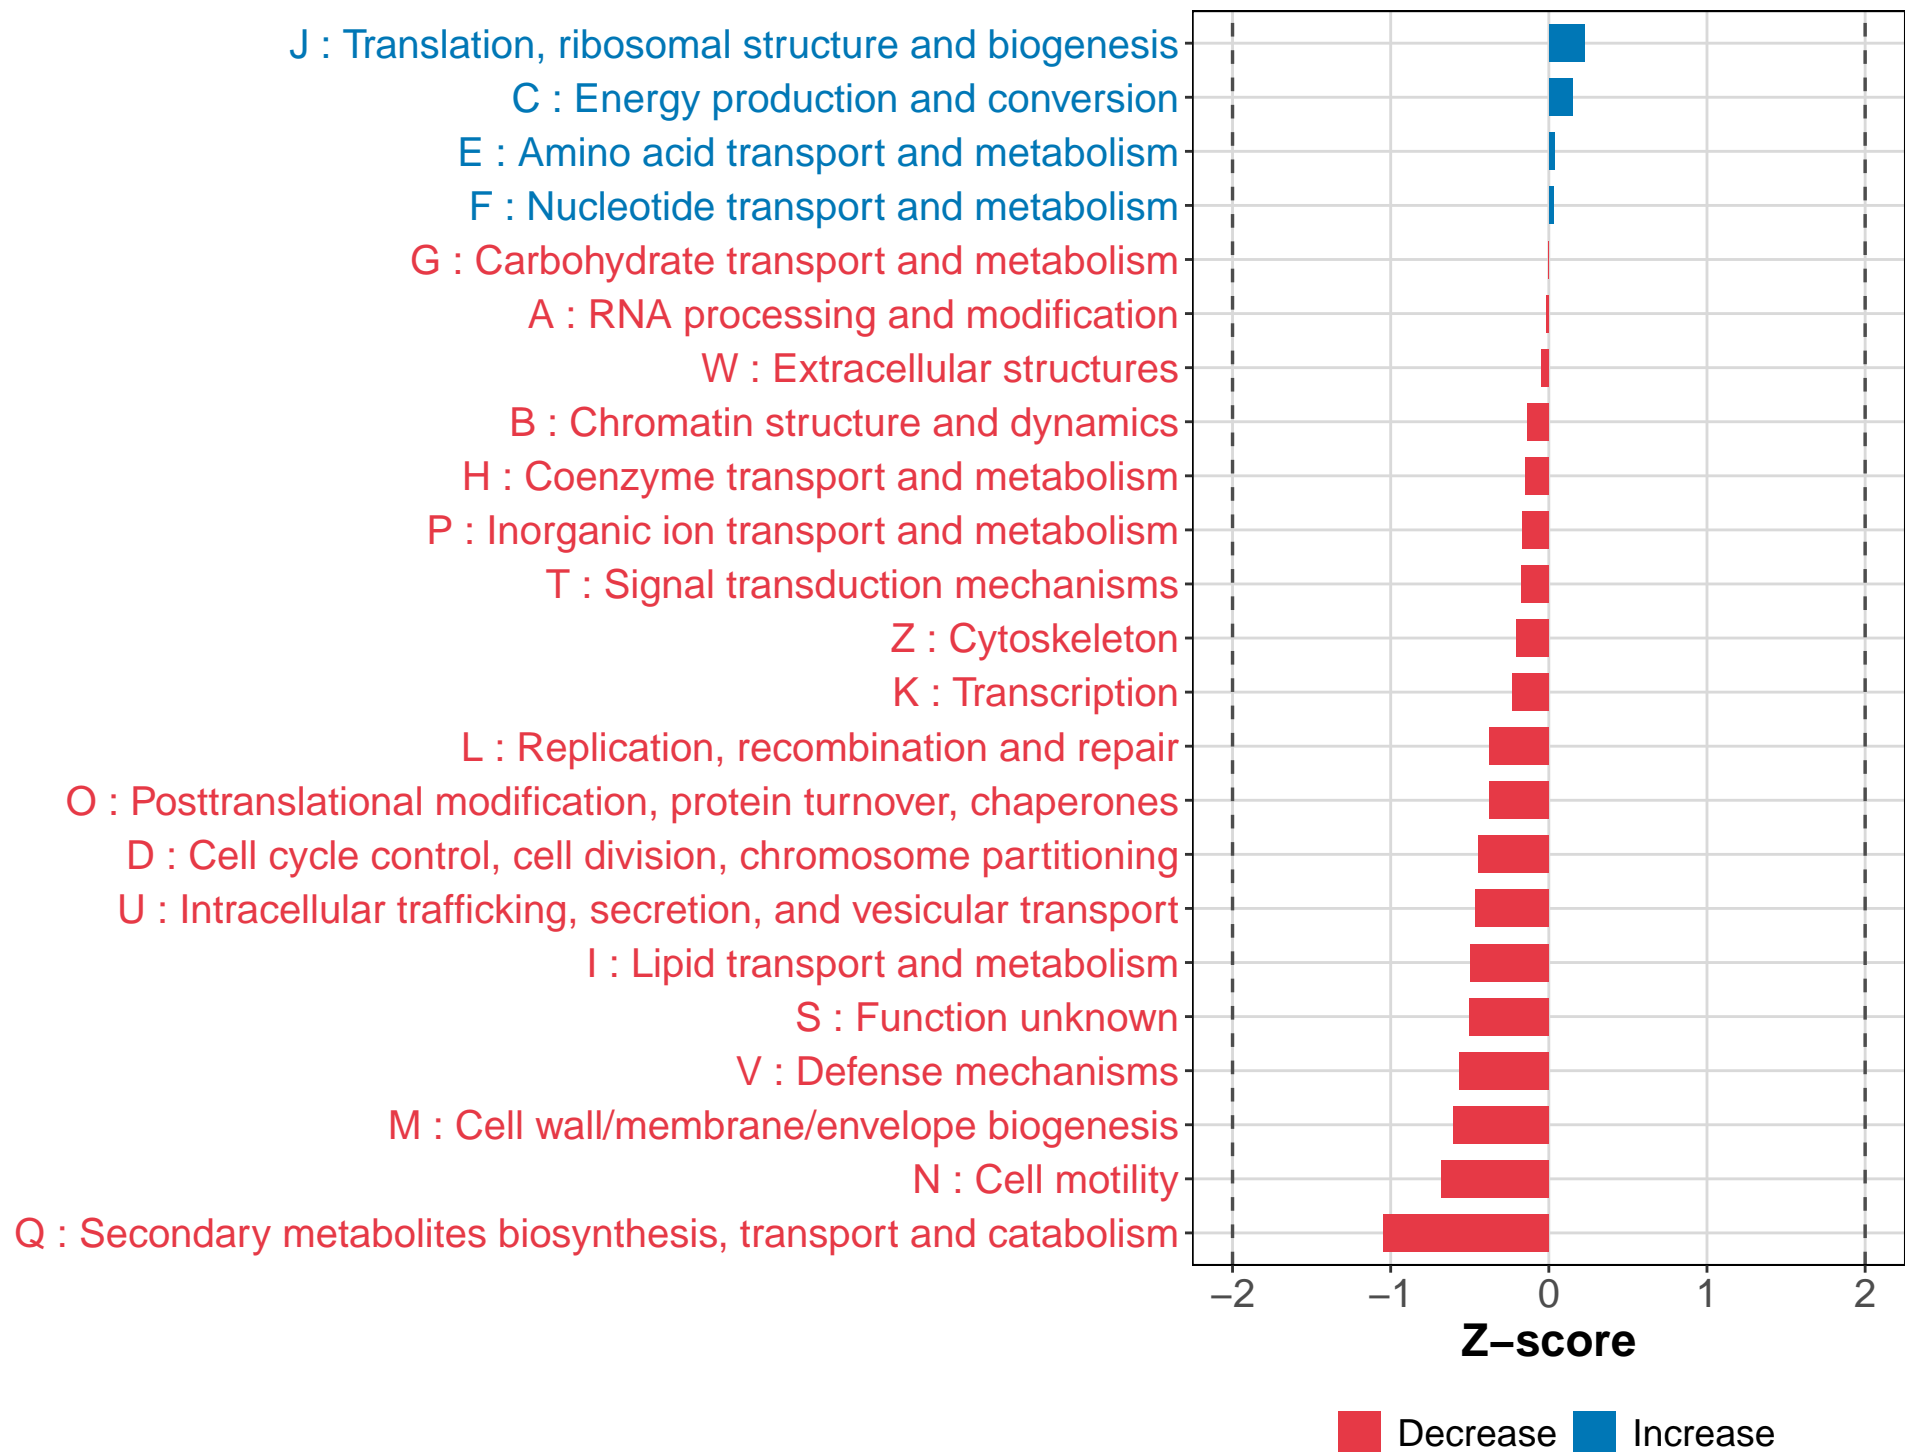 J : Translation, ribosomal structure and biogenesis
C : Energy production and conversion
E : Amino acid transport and metabolism
F : Nucleotide transport and metabolism
G : Carbohydrate transport and metabolism
A : RNA processing and modification
W : Extracellular structures
B : Chromatin structure and dynamics
H : Coenzyme transport and metabolism
P : Inorganic ion transport and metabolism
T : Signal transduction mechanisms
Z : Cytoskeleton
K : Transcription
L : Replication, recombination and repair
O : Posttranslational modification, protein turnover, chaperones
D : Cell cycle control, cell division, chromosome partitioning
U : Intracellular trafficking, secretion, and vesicular transport
I : Lipid transport and metabolism
S : Function unknown
V : Defense mechanisms
M : Cell wall/membrane/envelope biogenesis
N : Cell motility
Q : Secondary metabolites biosynthesis, transport and catabolism
−2 −1 0 1 2
Z−score
Decrease Increase